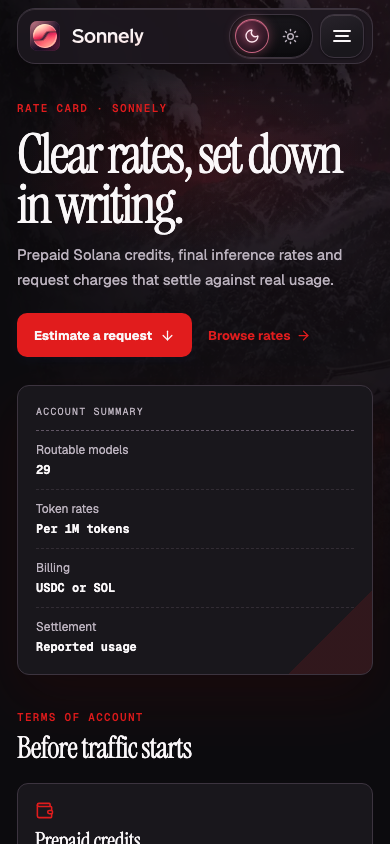 Sonnely
RATE CARD · SONNELY
Clear rates, set down
in writing.
Prepaid Solana credits, final inference rates and
request charges that settle against real usage.
Estimate a request ↓
Browse rates →
ACCOUNT SUMMARY
Routable models
29
Token rates
Per 1M tokens
Billing
USDC or SOL
Settlement
Reported usage
TERMS OF ACCOUNT
Before traffic starts
Prepaid credits